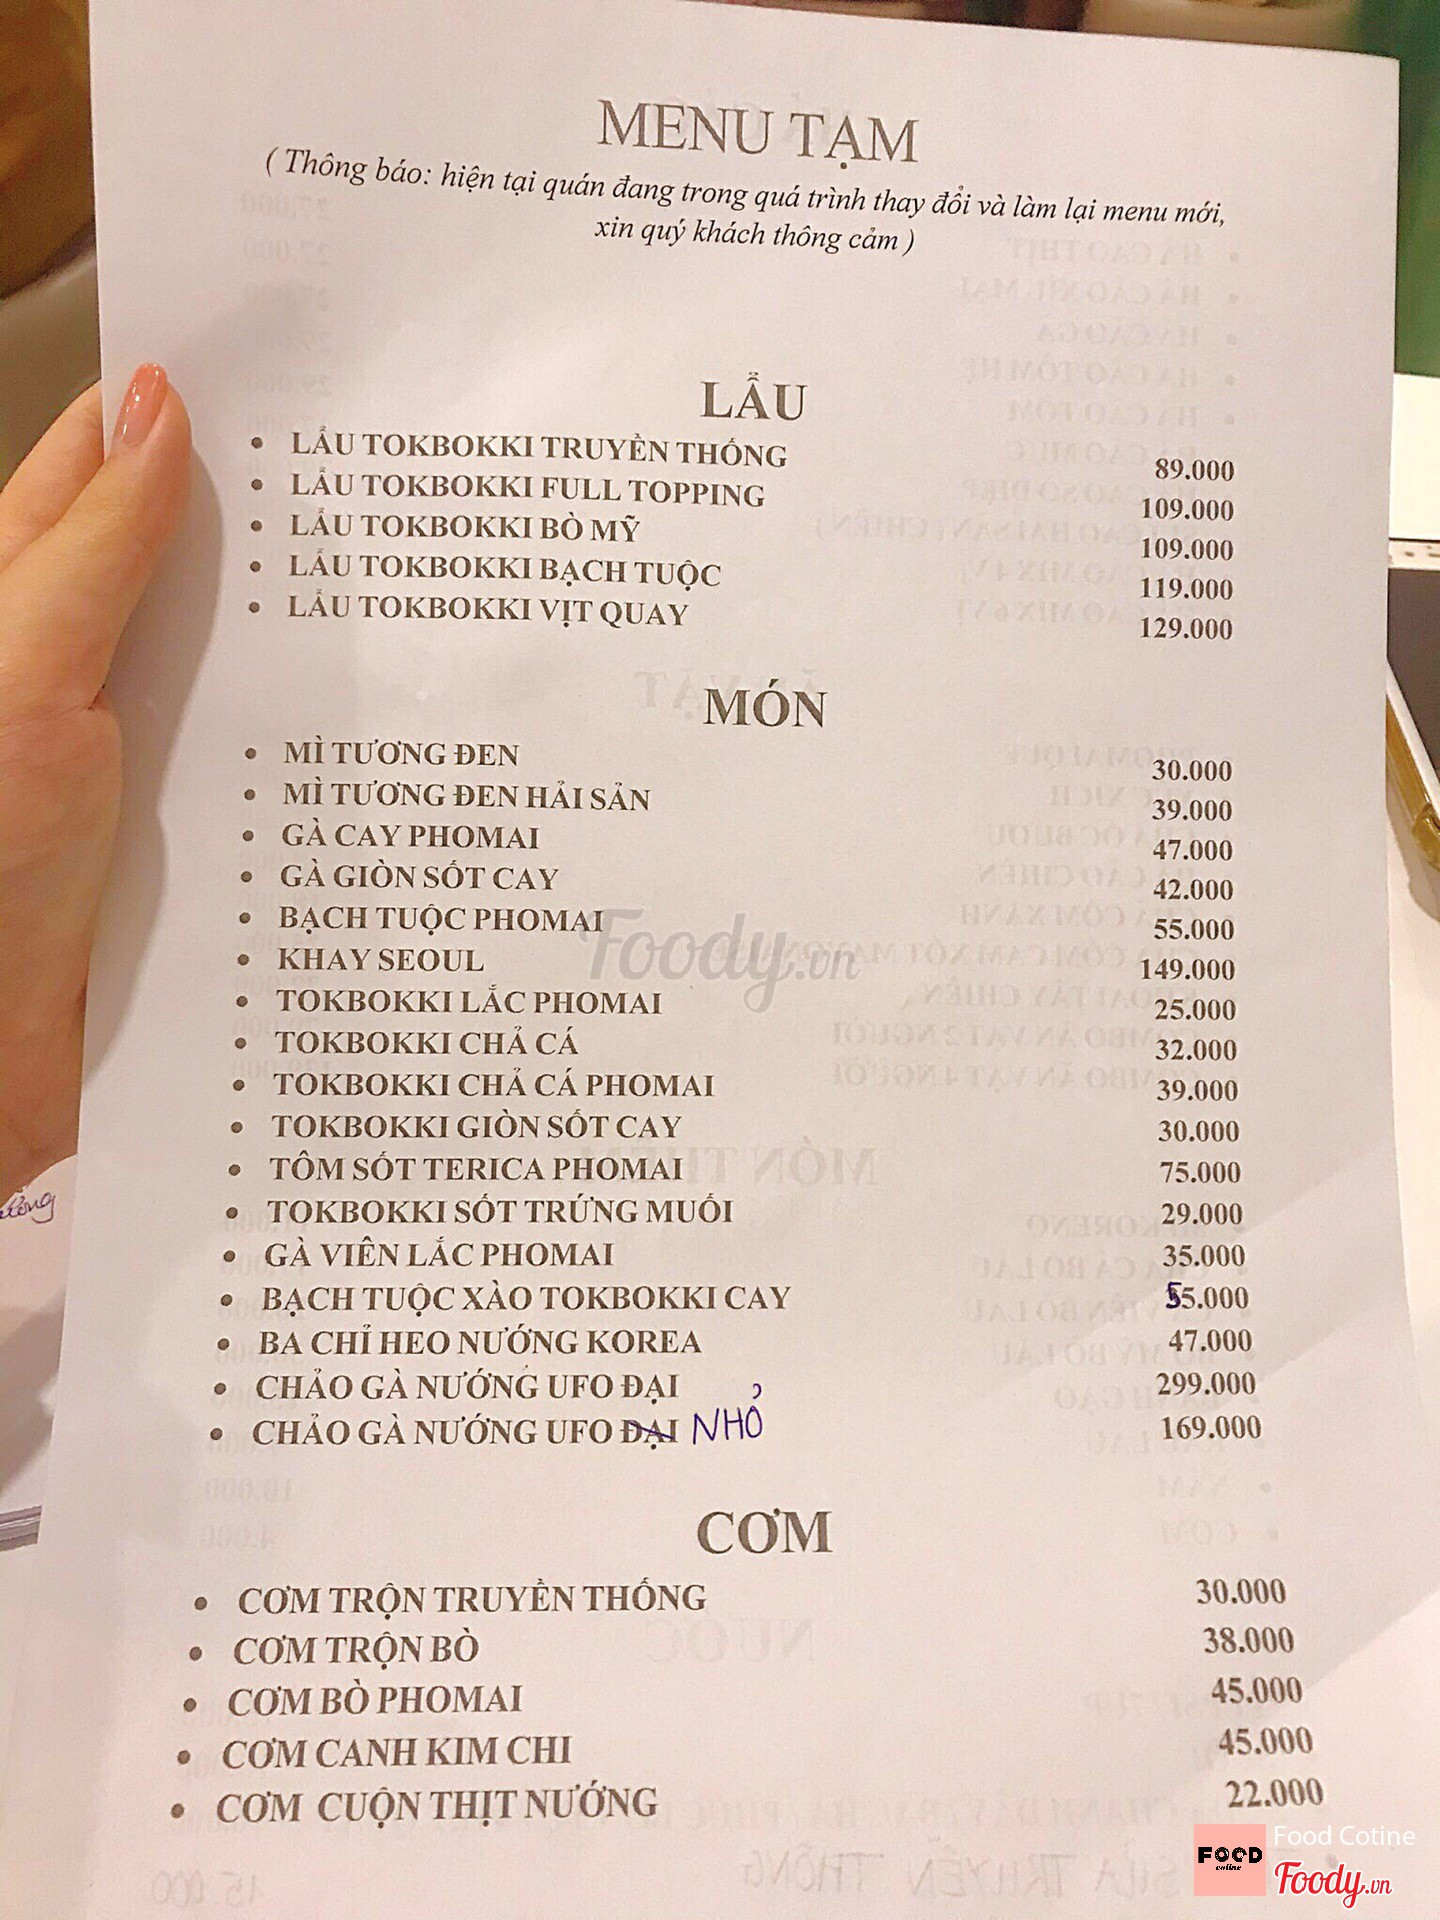 MENU TẠM
( Thông báo: hiện tại quán đang trong quá trình thay đổi và làm lại menu mới,
xin quý khách thông cảm )
LẨU
• LẨU TOKBOKKI TRUYỀN THỐNG 89.000
• LẨU TOKBOKKI FULL TOPPING 109.000
• LẨU TOKBOKKI BÒ MỸ 109.000
• LẨU TOKBOKKI BẠCH TUỘC 119.000
• LẨU TOKBOKKI VỊT QUAY 129.000
MÓN
• MÌ TƯƠNG ĐEN 30.000
• MÌ TƯƠNG ĐEN HẢI SẢN 39.000
• GÀ CAY PHOMAI 47.000
• GÀ GIÒN SỐT CAY 42.000
• BẠCH TUỘC PHOMAI 55.000
• KHAY SEOUL 149.000
• TOKBOKKI LẮC PHOMAI 25.000
• TOKBOKKI CHẢ CÁ 32.000
• TOKBOKKI CHẢ CÁ PHOMAI 39.000
• TOKBOKKI GIÒN SỐT CAY 30.000
• TÔM SỐT TERICA PHOMAI 75.000
• TOKBOKKI SỐT TRỨNG MUỐI 29.000
• GÀ VIÊN LẮC PHOMAI 35.000
• BẠCH TUỘC XÀO TOKBOKKI CAY 55.000
• BA CHỈ HEO NƯỚNG KOREA 47.000
• CHẢO GÀ NƯỚNG UFO ĐẠI 299.000
• CHẢO GÀ NƯỚNG UFO ĐẠI NHỎ 169.000
CƠM
• CƠM TRỘN TRUYỀN THỐNG 30.000
• CƠM TRỘN BÒ 38.000
• CƠM BÒ PHOMAI 45.000
• CƠM CANH KIM CHI 45.000
• CƠM CUỘN THỊT NƯỚNG 22.000
Foody.vn
FOOD
cotine
Food Cotine
Foody.vn